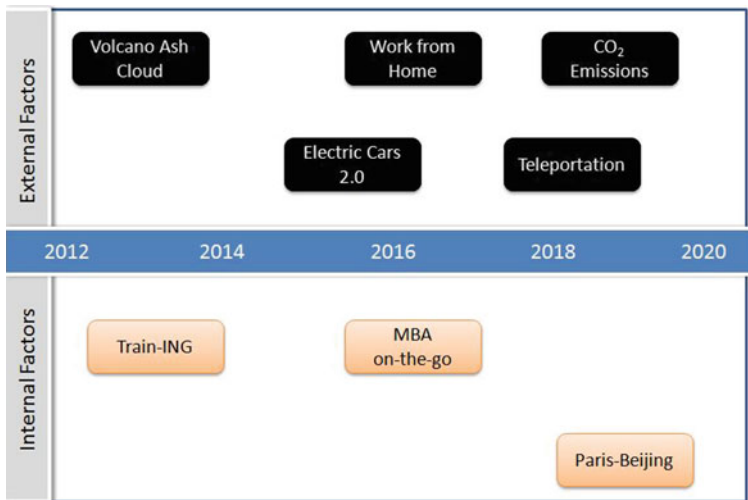 External Factors
Volcano Ash
Cloud
Work from
Home
CO₂
Emissions
Electric Cars
2.0
Teleportation
2012 2014 2016 2018 2020
Internal Factors
Train-ING
MBA
on-the-go
Paris-Beijing